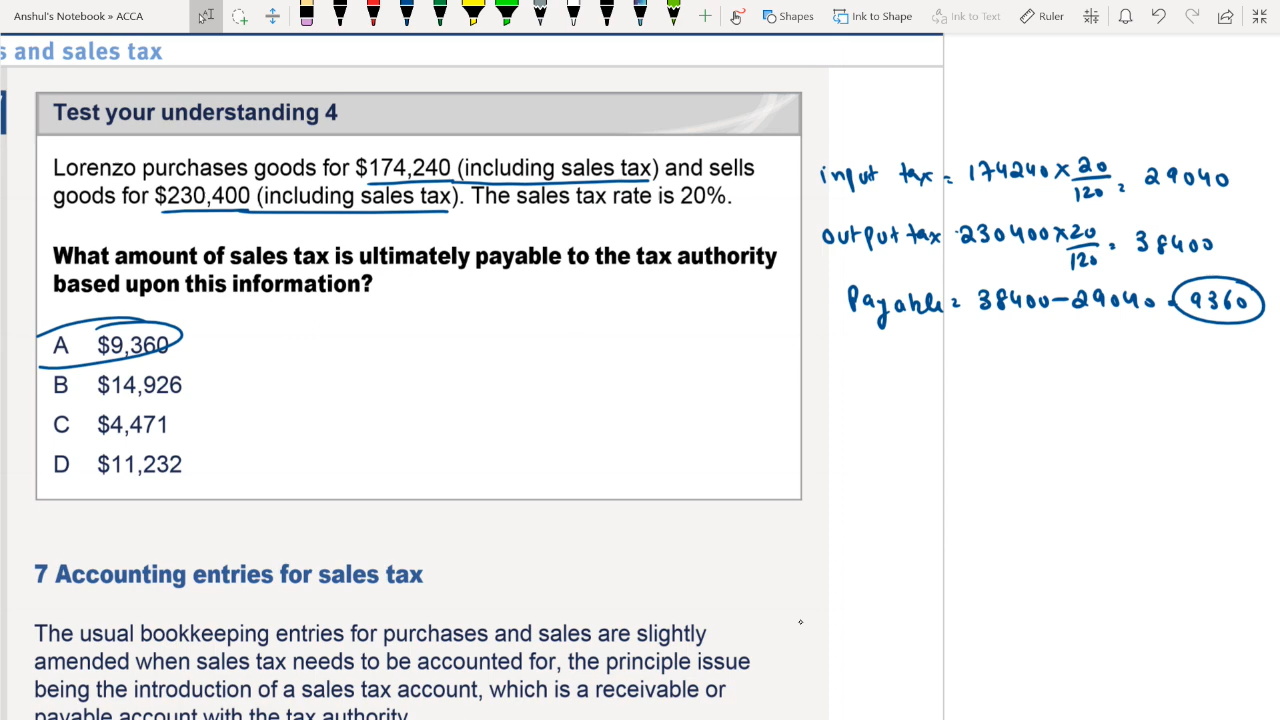 Anshul's Notebook » ACCA
Shapes
Ink to Shape
Ink to Text
Ruler
s and sales tax
Test your understanding 4
Lorenzo purchases goods for $174,240 (including sales tax) and sells
goods for $230,400 (including sales tax). The sales tax rate is 20%.
What amount of sales tax is ultimately payable to the tax authority
based upon this information?
A $9,360
B $14,926
C $4,471
D $11,232
input tax = 174240 × 20/120 = 29040
output tax = 230400 × 20/120 = 38400
Payable = 38400 - 29040 = 9360
7 Accounting entries for sales tax
The usual bookkeeping entries for purchases and sales are slightly
amended when sales tax needs to be accounted for, the principle issue
being the introduction of a sales tax account, which is a receivable or
payable account with the tax authority.